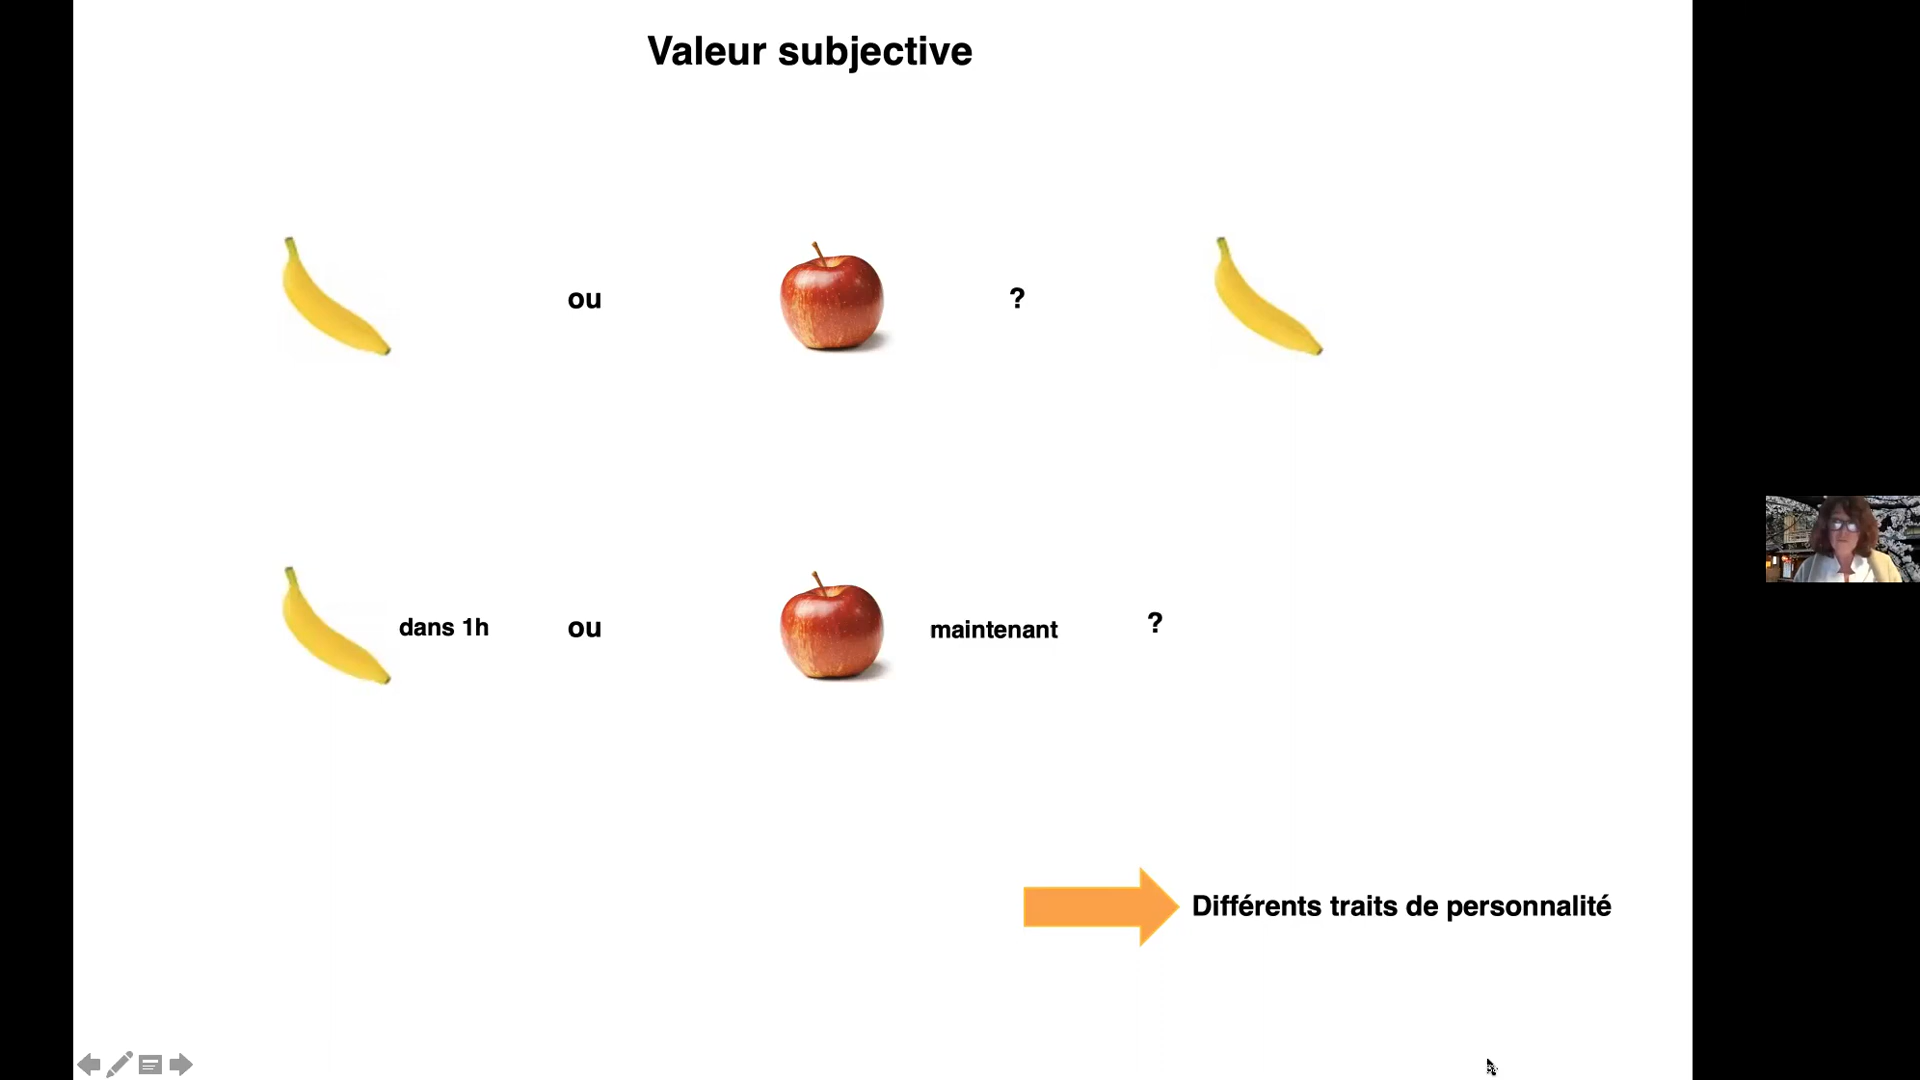 Valeur subjective
ou
?
dans 1h
ou
maintenant
?
Différents traits de personnalité